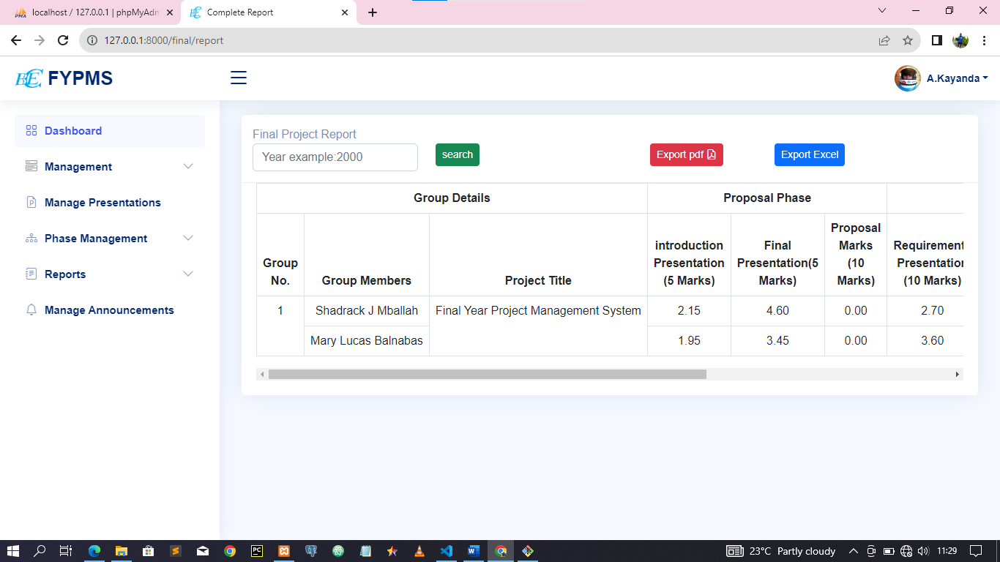 localhost / 127.0.0.1 | phpMyAdm
Complete Report
127.0.0.1:8000/final/report
FYPMS
A.Kayanda
Dashboard
Management
Manage Presentations
Phase Management
Reports
Manage Announcements
Final Project Report
Year example:2000
search
Export pdf
Export Excel
Group Details
Proposal Phase
Group
No.
Group Members
Project Title
introduction
Presentation
(5 Marks)
Final
Presentation(5
Marks)
Proposal
Marks
(10
Marks)
Requirement
Presentation
(10 Marks)
1
Shadrack J Mballah
Final Year Project Management System
2.15
4.60
0.00
2.70
Mary Lucas Balnabas
1.95
3.45
0.00
3.60
23°C Partly cloudy
11:29